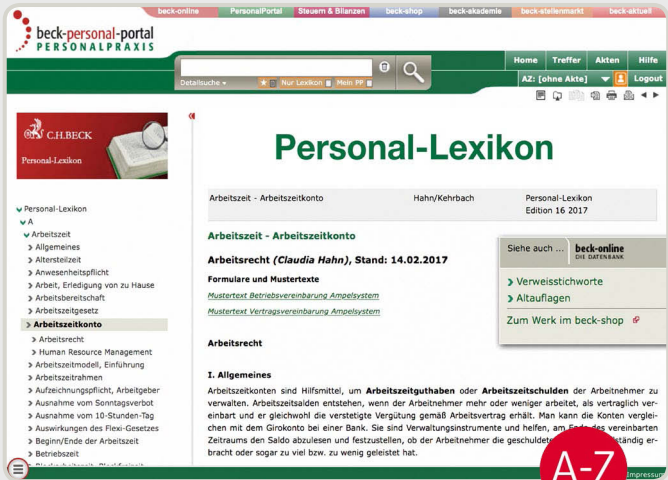 beck-online PersonalPortal Steuern & Bilanzen beck-shop beck-akademie beck-stellenmarkt beck-aktuell
beck-personal-portal
PERSONALPRAXIS
Home Treffer Akten Hilfe
Detailsuche Nur Lexikon Mein PP
AZ: [ohne Akte] Logout
C.H.BECK
Personal-Lexikon
Personal-Lexikon
Arbeitszeit - Arbeitszeitkonto Hahn/Kehrbach Personal-Lexikon
Edition 16 2017
Personal-Lexikon
A
Arbeitszeit
Allgemeines
Altersteilzeit
Anwesenheitspflicht
Arbeit, Erledigung von zu Hause
Arbeitsbereitschaft
Arbeitszeitgesetz
Arbeitszeitkonto
Arbeitsrecht
Human Resource Management
Arbeitszeitmodell, Einführung
Arbeitszeitrahmen
Aufzeichnungspflicht, Arbeitgeber
Ausnahme vom Sonntagsverbot
Ausnahme vom 10-Stunden-Tag
Auswirkungen des Flexi-Gesetzes
Beginn/Ende der Arbeitszeit
Betriebszeit
Arbeitszeit - Arbeitszeitkonto
Arbeitsrecht (Claudia Hahn), Stand: 14.02.2017
Formulare und Mustertexte
Mustertext Betriebsvereinbarung Ampelsystem
Mustertext Vertragsvereinbarung Ampelsystem
Arbeitsrecht
I. Allgemeines
Arbeitszeitkonten sind Hilfsmittel, um Arbeitszeitguthaben oder Arbeitszeitschulden der Arbeitnehmer zu
verwalten. Arbeitszeitsalden entstehen, wenn der Arbeitnehmer mehr oder weniger arbeitet, als vertraglich ver-
einbart und er gleichwohl die verstetigte Vergütung gemäß Arbeitsvertrag erhält. Man kann die Konten verglei-
chen mit dem Girokonto bei einer Bank. Sie sind Verwaltungsinstrumente und helfen, am Ende des vereinbarten
Zeitraums den Saldo abzulesen und festzustellen, ob der Arbeitnehmer die ständig er-
bracht oder sogar zu viel bzw. zu wenig geleistet hat.
Siehe auch ... beck-online
DIE DATENBANK
Verweisstichworte
Altauflagen
Zum Werk im beck-shop
A-Z
Impressum